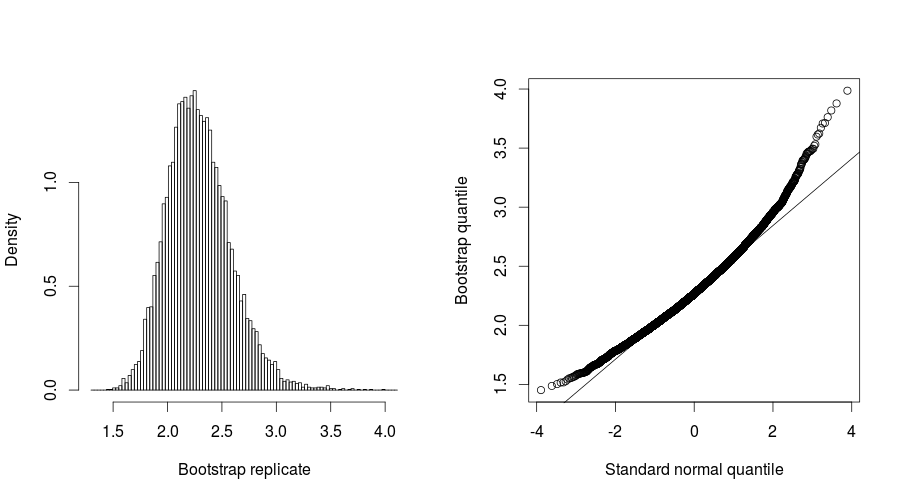 Density
0.0
0.5
1.0
1.5 2.0 2.5 3.0 3.5 4.0
Bootstrap replicate
Bootstrap quantile
1.5 2.0 2.5 3.0 3.5 4.0
-4 -2 0 2 4
Standard normal quantile